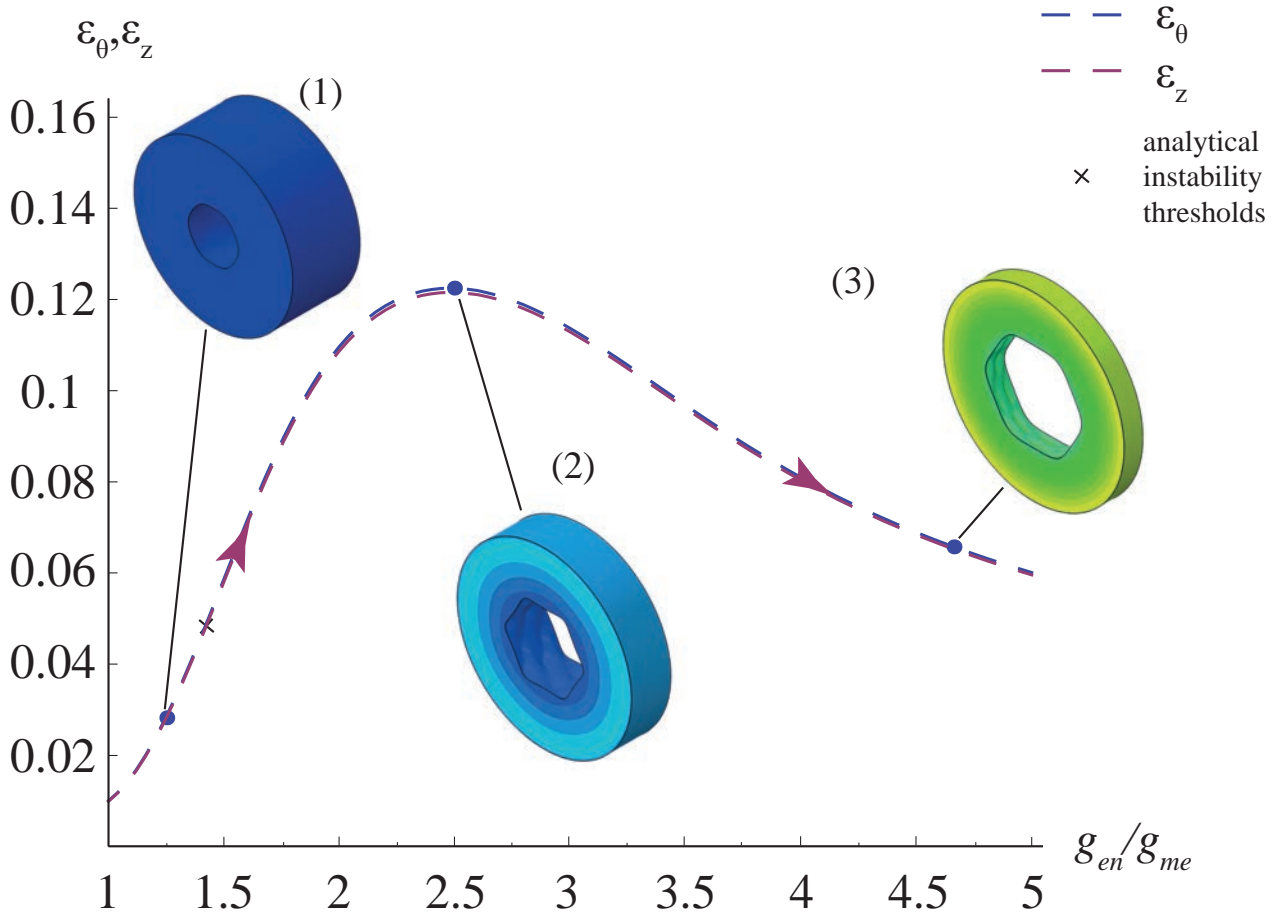 ε_θ,ε_z
ε_θ
ε_z
analytical
instability
thresholds
(1)
(2)
(3)
0.16
0.14
0.12
0.1
0.08
0.06
0.04
0.02
1 1.5 2 2.5 3 3.5 4 4.5 5
g_en/g_me